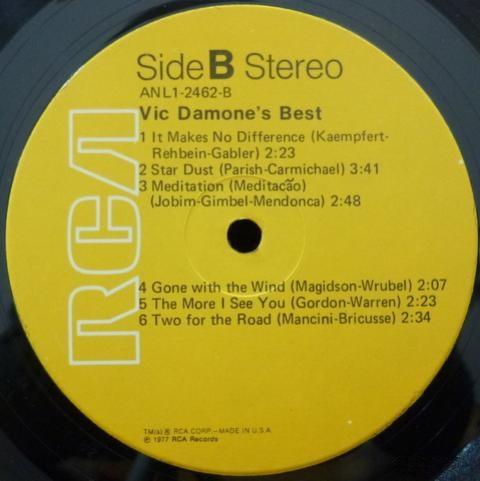 Side B Stereo
ANL1-2462-B
Vic Damone's Best
1 It Makes No Difference (Kaempfert-
Rehbein-Gabler) 2:23
2 Star Dust (Parish-Carmichael) 3:41
3 Meditation (Meditacão)
(Jobim-Gimbel-Mendonca) 2:48
RCA
4 Gone with the Wind (Magidson-Wrubel) 2:07
5 The More I See You (Gordon-Warren) 2:23
6 Two for the Road (Mancini-Bricusse) 2:34
TM(s) ® RCA CORP.—MADE IN U.S.A.
℗ 1977 RCA Records